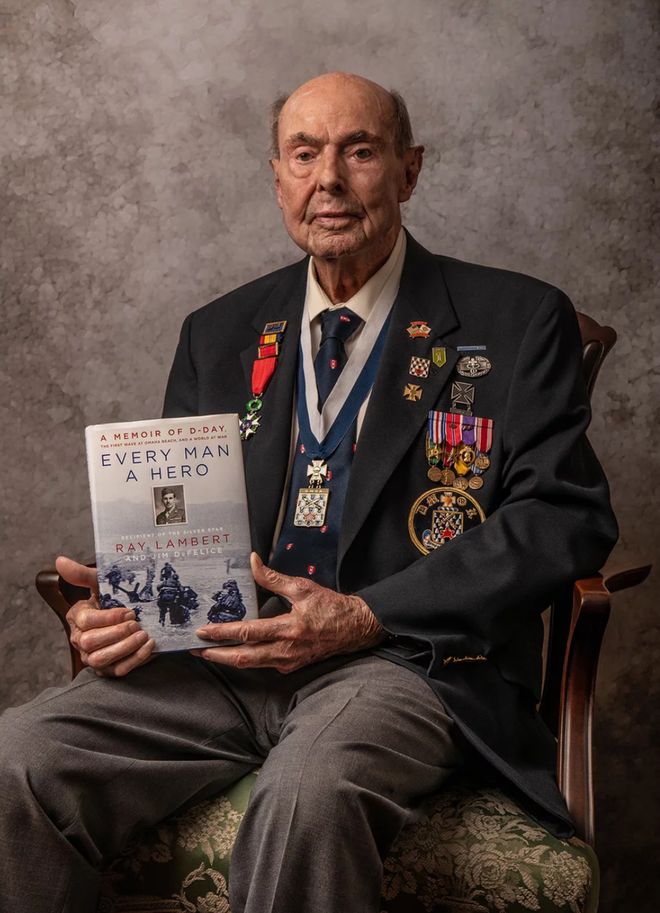 A MEMOIR OF D-DAY,
THE FIRST WAVE AT OMAHA BEACH, AND A WORLD AT WAR
EVERY MAN
A HERO
RECIPIENT OF THE SILVER STAR
RAY LAMBERT
AND JIM DEFELICE